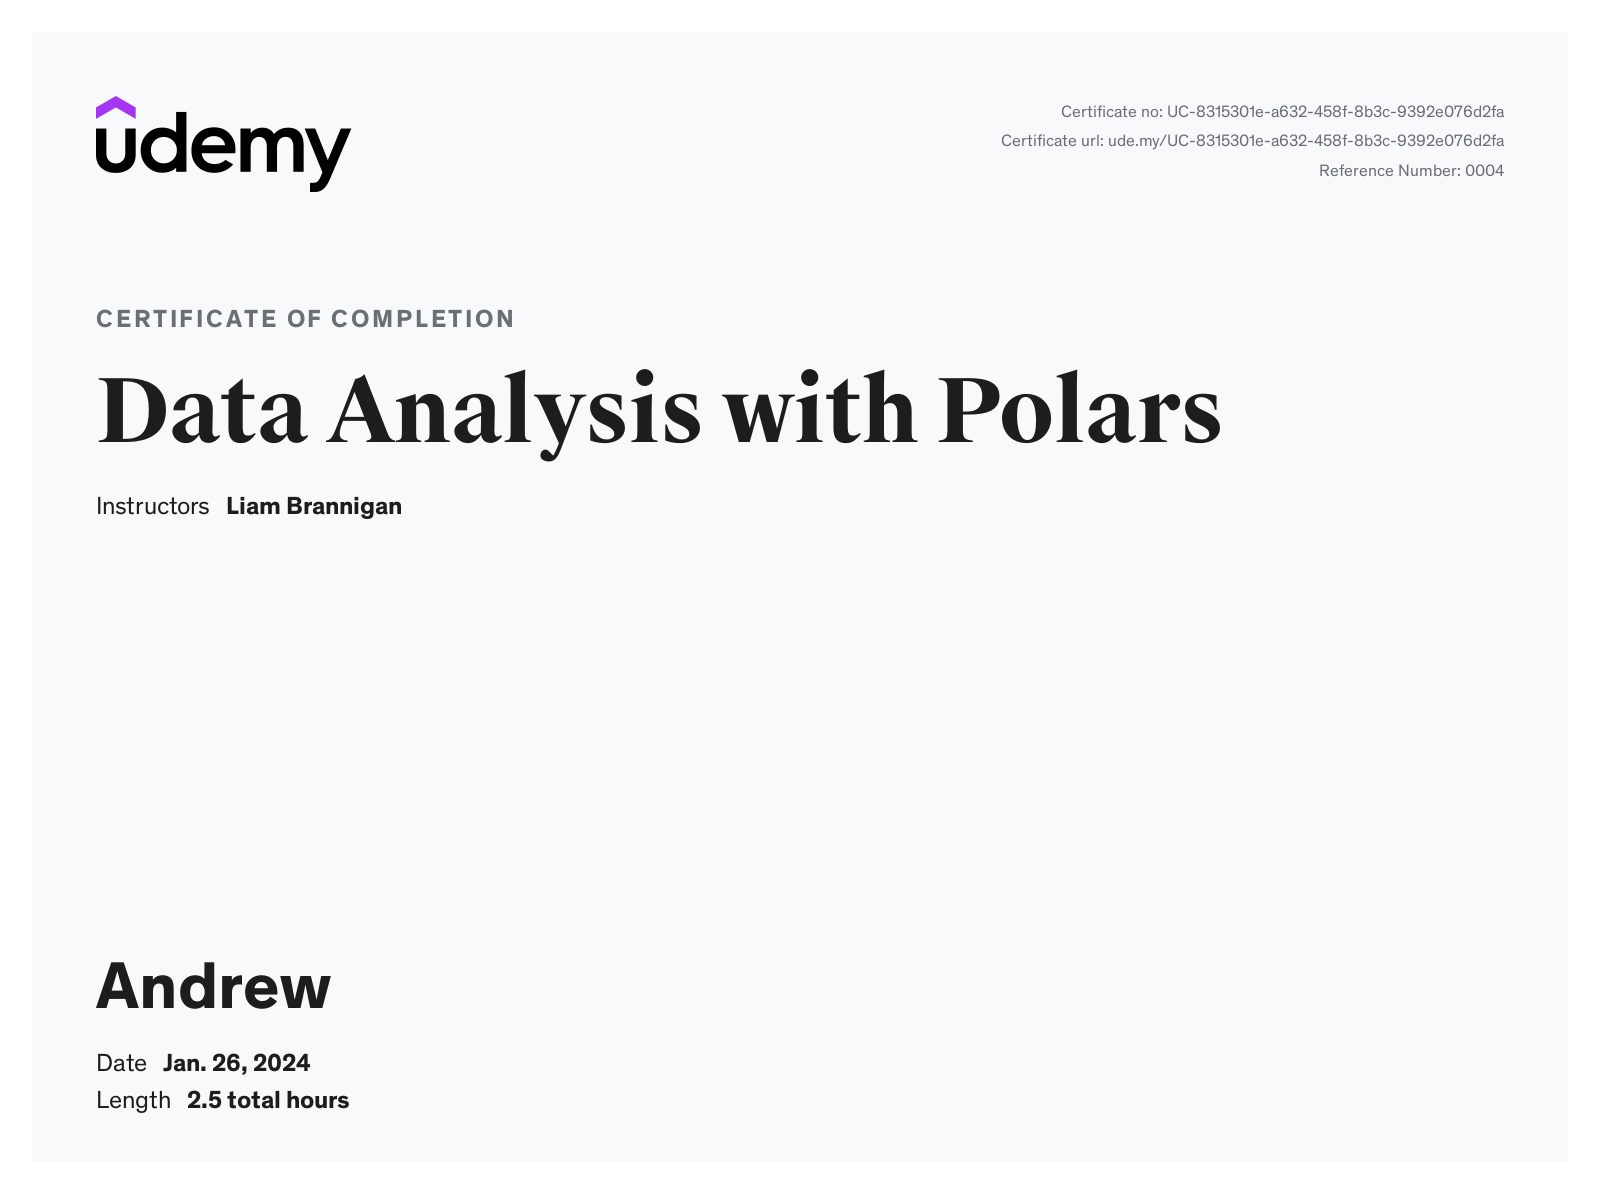 udemy
Certificate no: UC-8315301e-a632-458f-8b3c-9392e076d2fa
Certificate url: ude.my/UC-8315301e-a632-458f-8b3c-9392e076d2fa
Reference Number: 0004
CERTIFICATE OF COMPLETION
Data Analysis with Polars
Instructors Liam Brannigan
Andrew
Date Jan. 26, 2024
Length 2.5 total hours